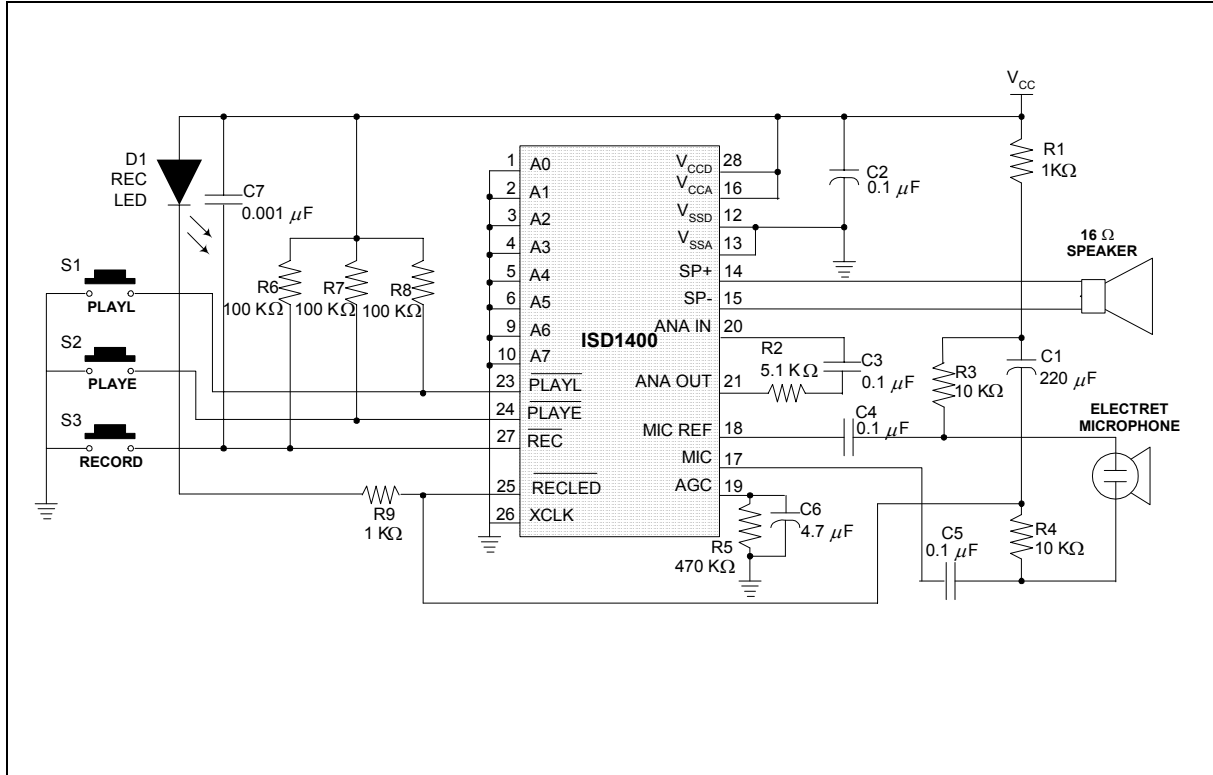 V_CC
D1
REC
LED
C7
0.001 µF
R1
1KΩ
C2
0.1 µF
16 Ω
SPEAKER
1 A0
2 A1
3 A2
4 A3
5 A4
6 A5
9 A6
10 A7
23 PLAYL
24 PLAYE
27 REC
25 RECLED
26 XCLK
ISD1400
V_CCD 28
V_CCA 16
V_SSD 12
V_SSA 13
SP+ 14
SP- 15
ANA IN 20
ANA OUT 21
MIC REF 18
MIC 17
AGC 19
S1
PLAYL
S2
PLAYE
S3
RECORD
R6
100 KΩ
R7
100 KΩ
R8
100 KΩ
R9
1 KΩ
R2
5.1 KΩ
C3
0.1 µF
R3
10 KΩ
C1
220 µF
C4
0.1 µF
ELECTRET
MICROPHONE
C6
4.7 µF
R5
470 KΩ
C5
0.1 µF
R4
10 KΩ